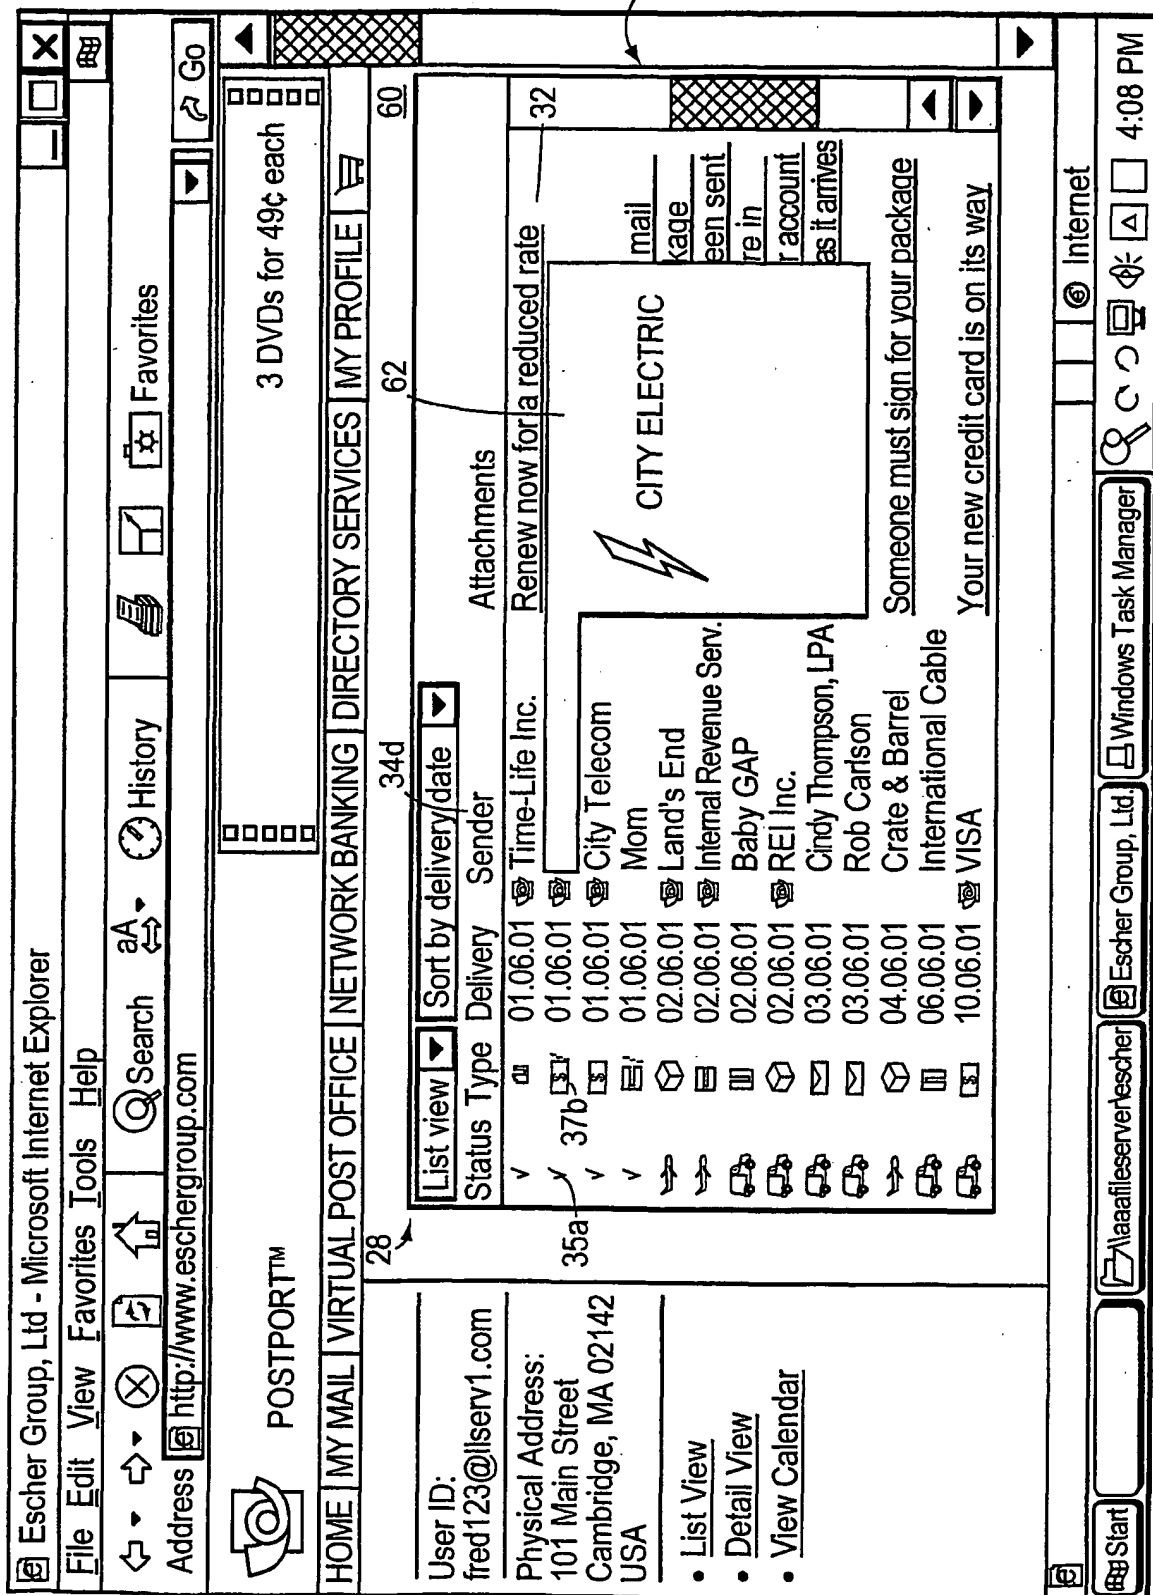 Escher Group, Ltd - Microsoft Internet Explorer
File Edit View Favorites Tools Help
Search aA History Favorites
Address http://www.eschergroup.com Go
POSTPORT™ 3 DVDs for 49¢ each
HOME | MY MAIL | VIRTUAL POST OFFICE | NETWORK BANKING | DIRECTORY SERVICES | MY PROFILE |
28 34d 62 60
User ID:
fred123@llserv1.com
Physical Address:
101 Main Street
Cambridge, MA 02142
USA
• List View
• Detail View
• View Calendar
List view Sort by delivery date
Status Type Delivery Sender Attachments
01.06.01 Time-Life Inc. Renew now for a reduced rate 32
$ 01.06.01
35a 37b
$ 01.06.01 City Telecom
01.06.01 Mom mail
02.06.01 Land's End kage
02.06.01 Internal Revenue Serv. een sent
02.06.01 Baby GAP re in
02.06.01 REI Inc. r account
03.06.01 Cindy Thompson, LPA as it arrives
CITY ELECTRIC
03.06.01 Rob Carlson
04.06.01 Crate & Barrel Someone must sign for your package
06.06.01 International Cable
$ 10.06.01 VISA Your new credit card is on its way
Internet
Start \\aaafileserver\escher Escher Group, Ltd. Windows Task Manager 4:08 PM